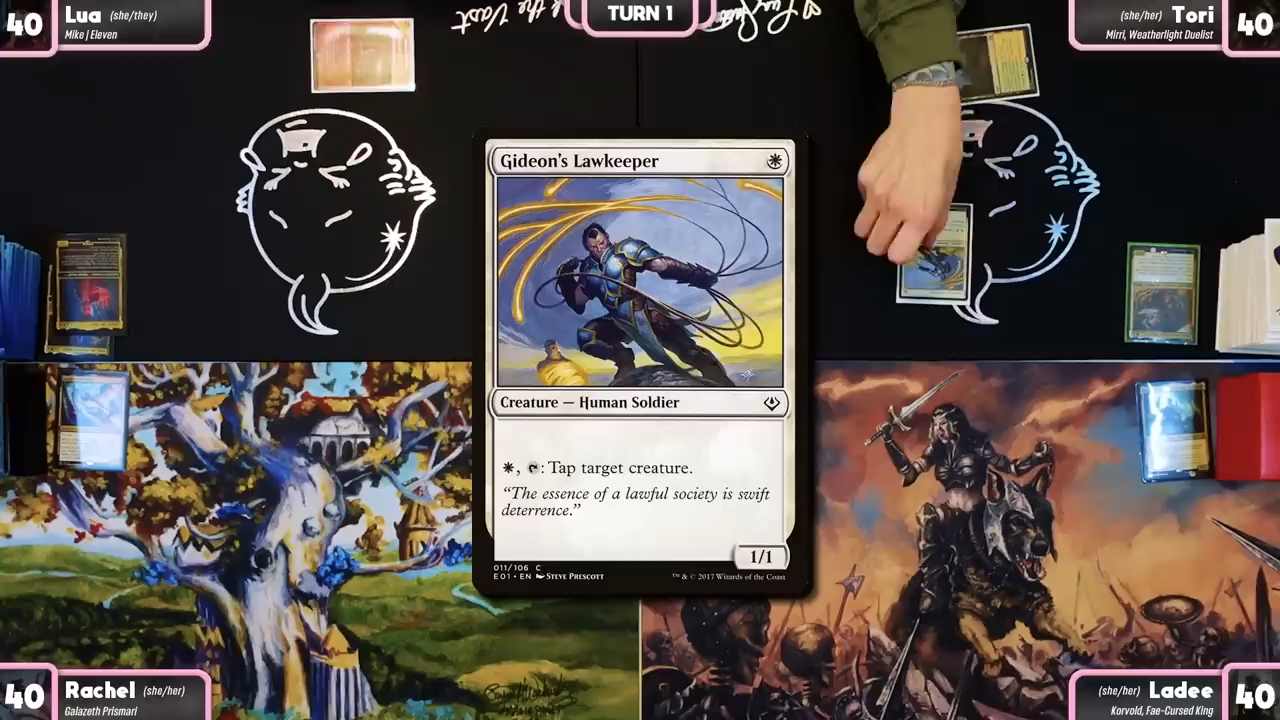 40
Lua (she/they)
Mike | Eleven
TURN 1
(she/her) Tori
Mirri, Weatherlight Duelist
40
Gideon's Lawkeeper
Creature — Human Soldier
: Tap target creature.
“The essence of a lawful society is swift
deterrence.”
1/1
011/106 C
E01 • EN STEVE PRESCOTT
™ & © 2017 Wizards of the Coast
40
Rachel (she/her)
Galazeth Prismari
(she/her) Ladee
Korvold, Fae-Cursed King
40